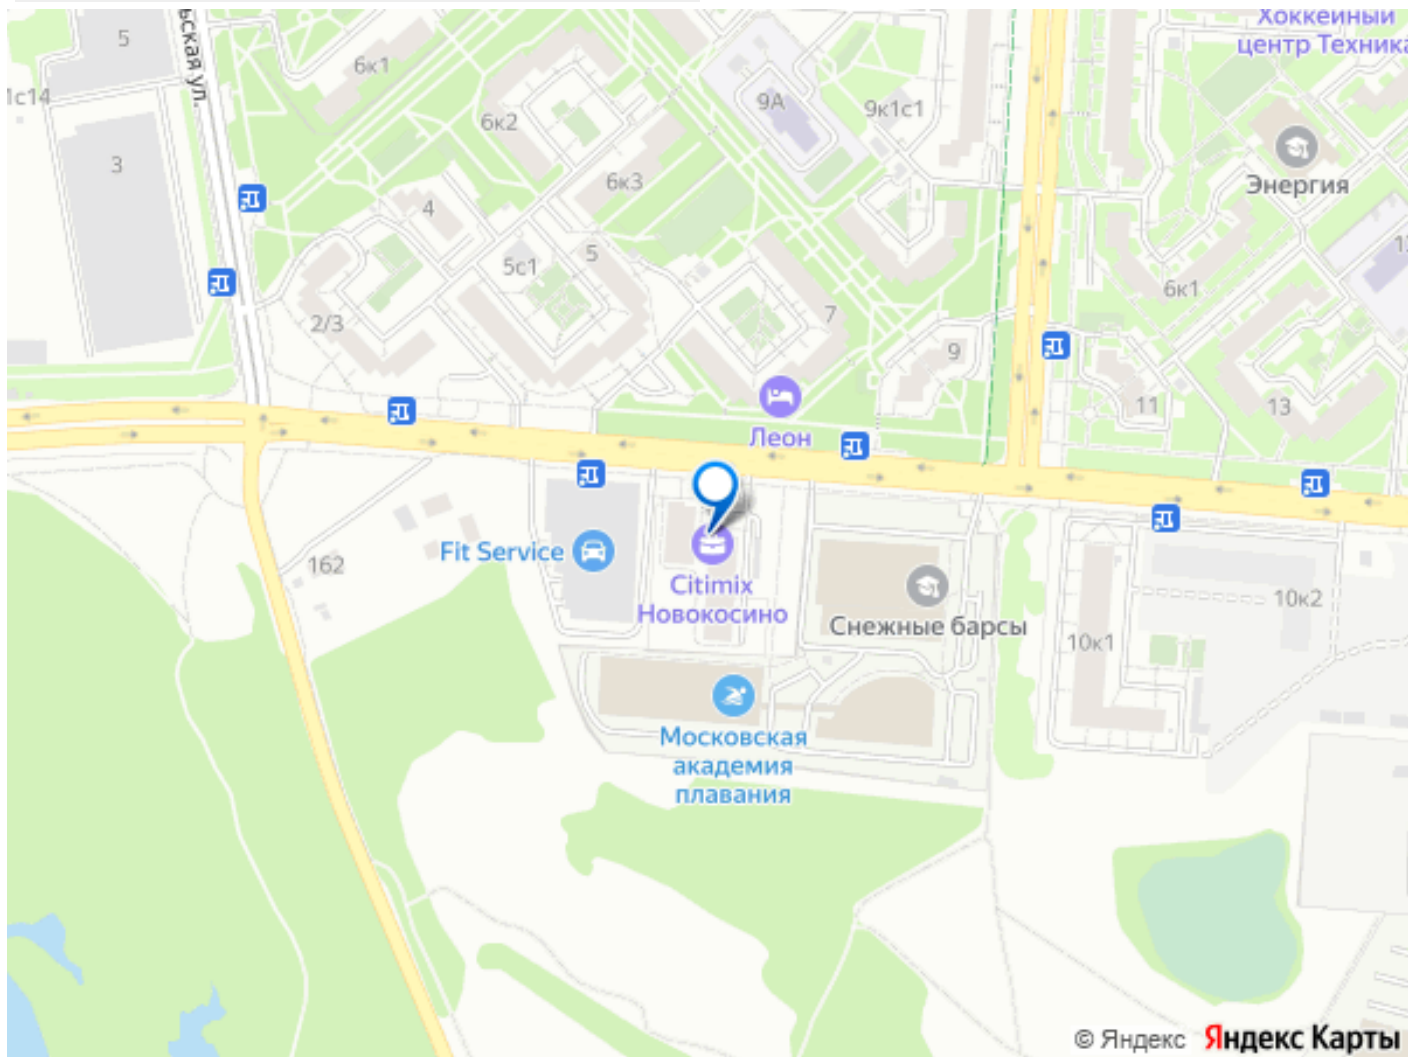 Хоккейный
центр Техника
5
ьская ул.
6к1
1с14
9А
9к1с1
6к2
3
6к3
Энергия
4
5
5с1
6к1
7
2/3
9
11
13
Леон
Fit Service
162
Citimix
Новокосино
Снежные барсы
10к2
10к1
Московская
академия
плавания
© Яндекс Яндекс Карты